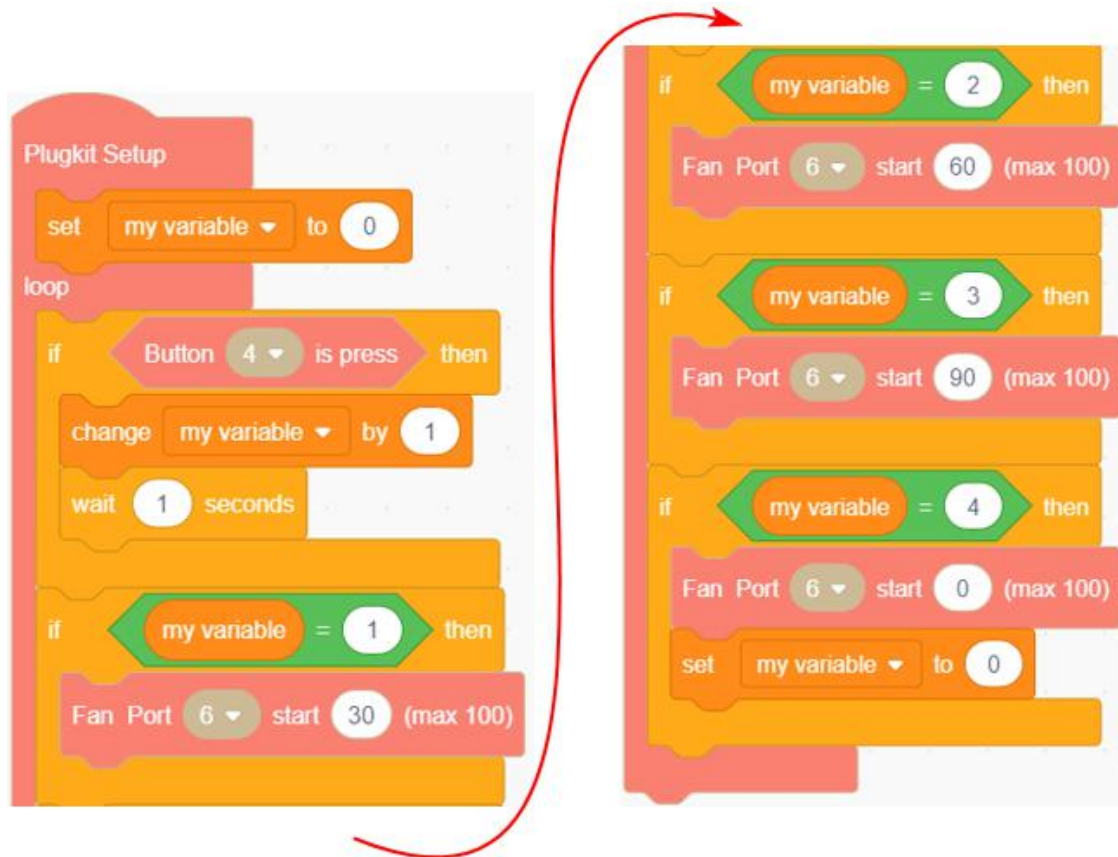 Plugkit Setup
set my variable to 0
loop
if Button 4 is press then
change my variable by 1
wait 1 seconds
if my variable = 1 then
Fan Port 6 start 30 (max 100)
if my variable = 2 then
Fan Port 6 start 60 (max 100)
if my variable = 3 then
Fan Port 6 start 90 (max 100)
if my variable = 4 then
Fan Port 6 start 0 (max 100)
set my variable to 0